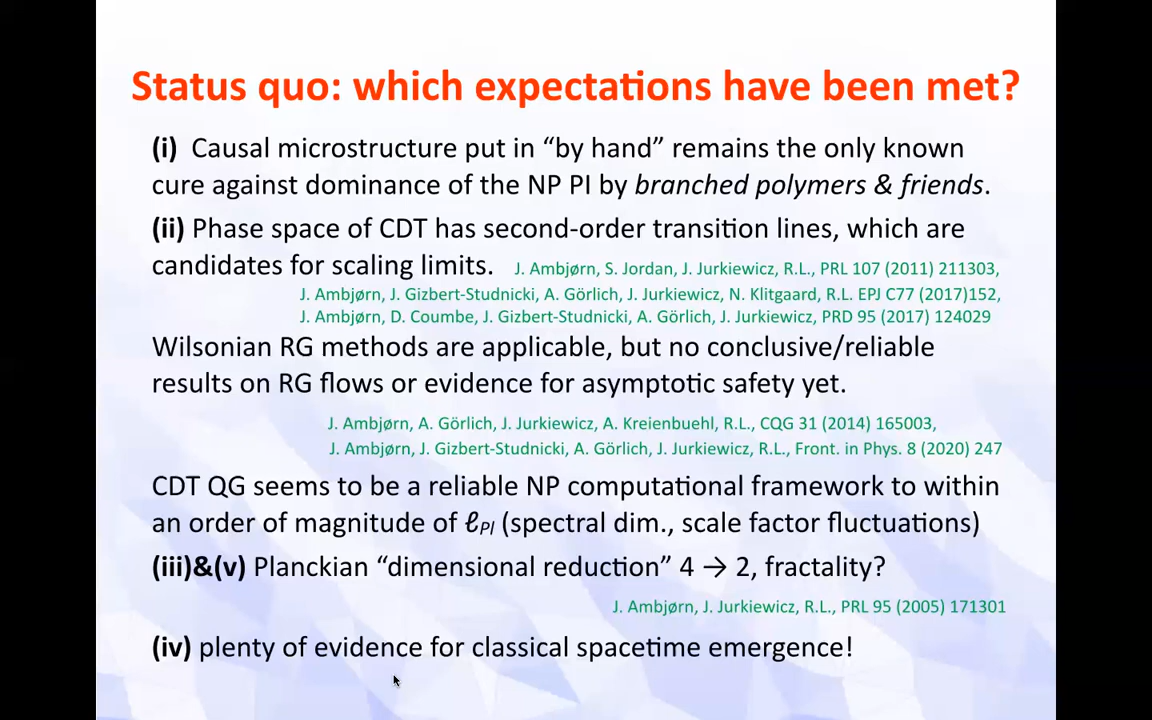 Status quo: which expectations have been met?
(i) Causal microstructure put in “by hand” remains the only known
cure against dominance of the NP PI by branched polymers & friends.
(ii) Phase space of CDT has second-order transition lines, which are
candidates for scaling limits. J. Ambjørn, S. Jordan, J. Jurkiewicz, R.L., PRL 107 (2011) 211303,
J. Ambjørn, J. Gizbert-Studnicki, A. Görlich, J. Jurkiewicz, N. Klitgaard, R.L. EPJ C77 (2017)152,
J. Ambjørn, D. Coumbe, J. Gizbert-Studnicki, A. Görlich, J. Jurkiewicz, PRD 95 (2017) 124029
Wilsonian RG methods are applicable, but no conclusive/reliable
results on RG flows or evidence for asymptotic safety yet.
J. Ambjørn, A. Görlich, J. Jurkiewicz, A. Kreienbuehl, R.L., CQG 31 (2014) 165003,
J. Ambjørn, J. Gizbert-Studnicki, A. Görlich, J. Jurkiewicz, R.L., Front. in Phys. 8 (2020) 247
CDT QG seems to be a reliable NP computational framework to within
an order of magnitude of ℓPl (spectral dim., scale factor fluctuations)
(iii)&(v) Planckian “dimensional reduction” 4 → 2, fractality?
J. Ambjørn, J. Jurkiewicz, R.L., PRL 95 (2005) 171301
(iv) plenty of evidence for classical spacetime emergence!